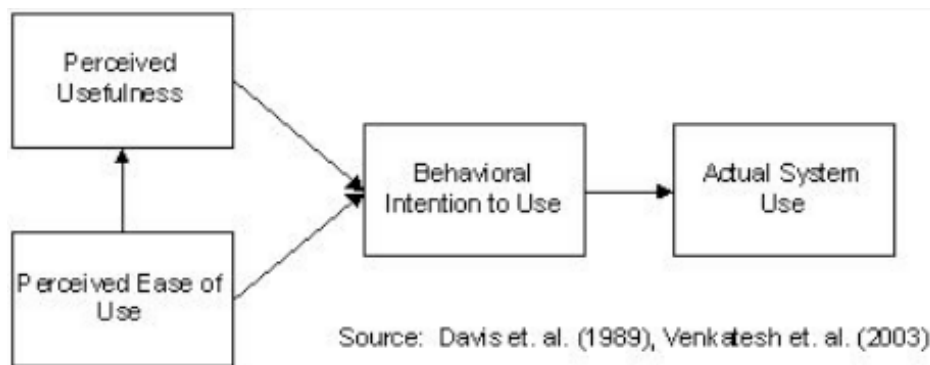 Perceived
Usefulness
Behavioral
Intention to Use
Actual System
Use
Perceived Ease of
Use
Source: Davis et. al. (1989), Venkatesh et. al. (2003)